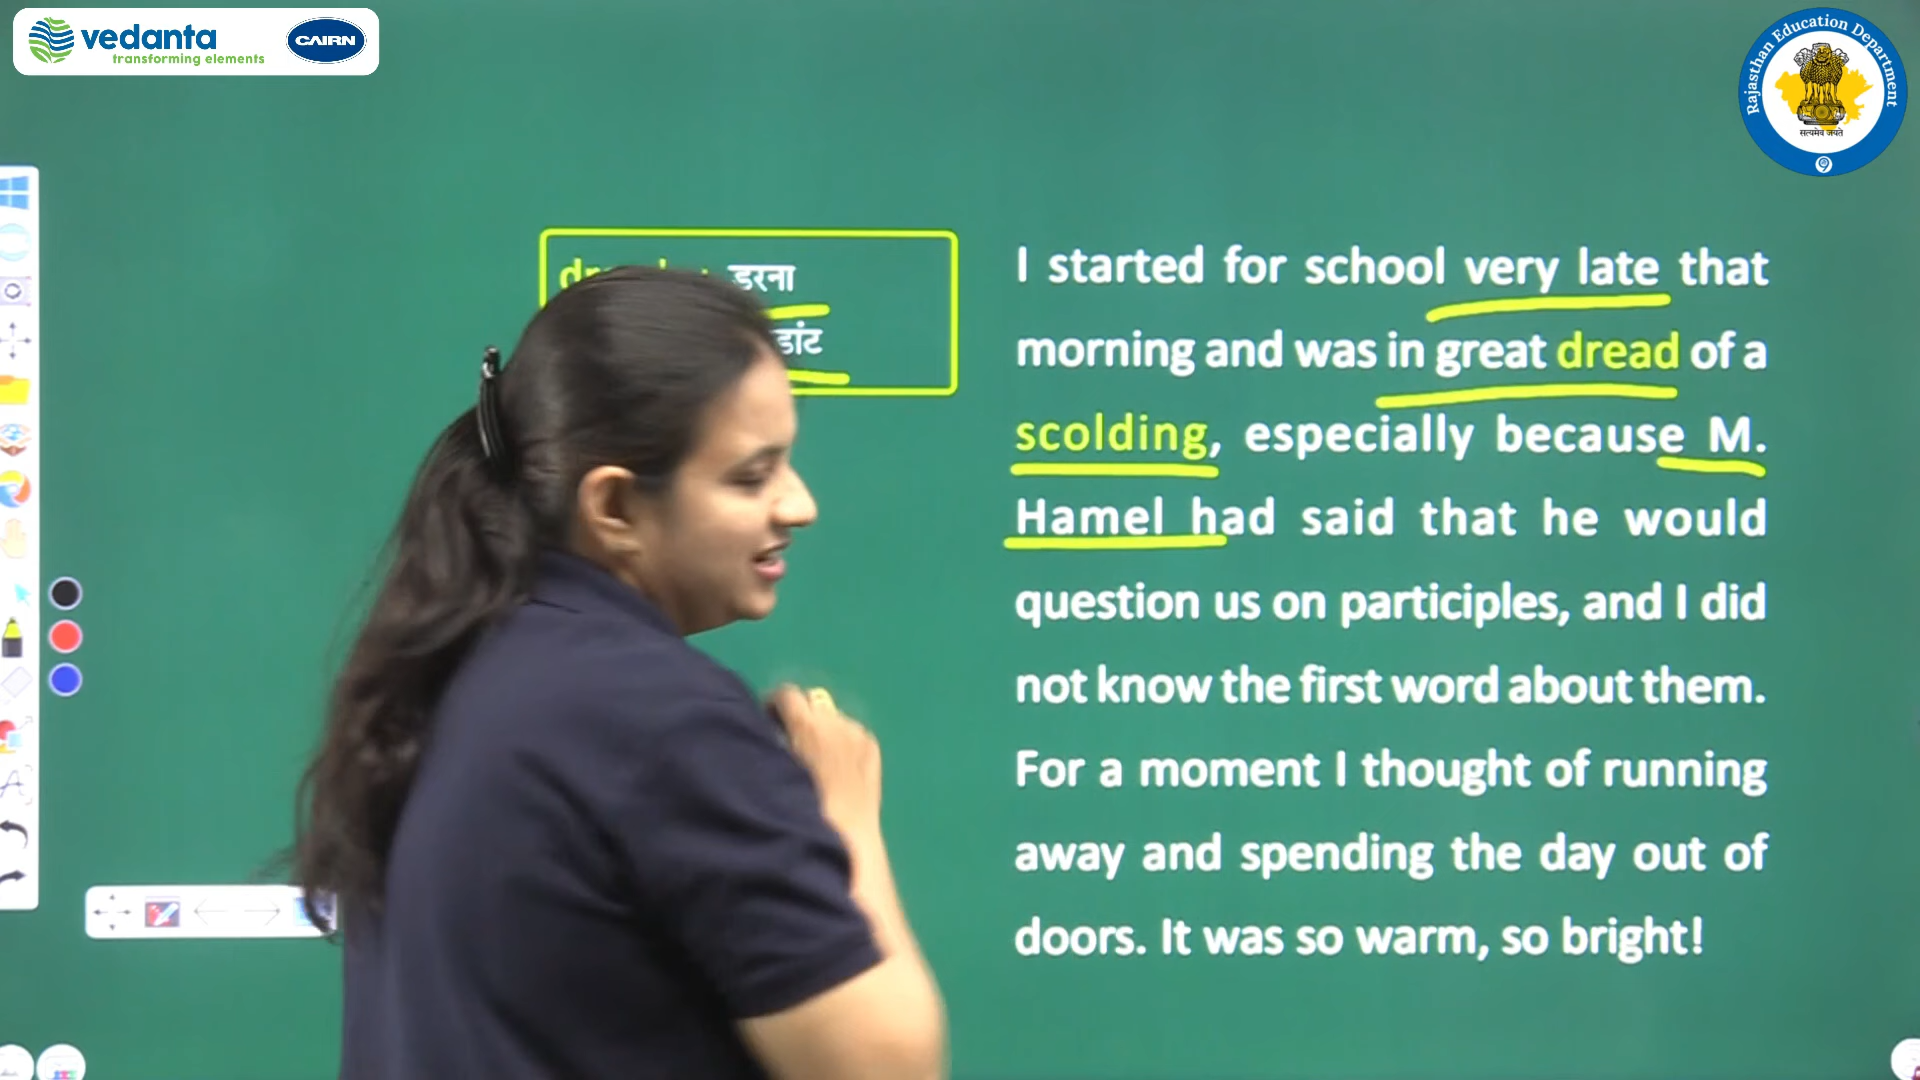 vedanta
transforming elements
CAIRN
Rajasthan Education Department
सत्यमेव जयते
डरना
डांट
I started for school very late that
morning and was in great dread of a
scolding, especially because M.
Hamel had said that he would
question us on participles, and I did
not know the first word about them.
For a moment I thought of running
away and spending the day out of
doors. It was so warm, so bright!